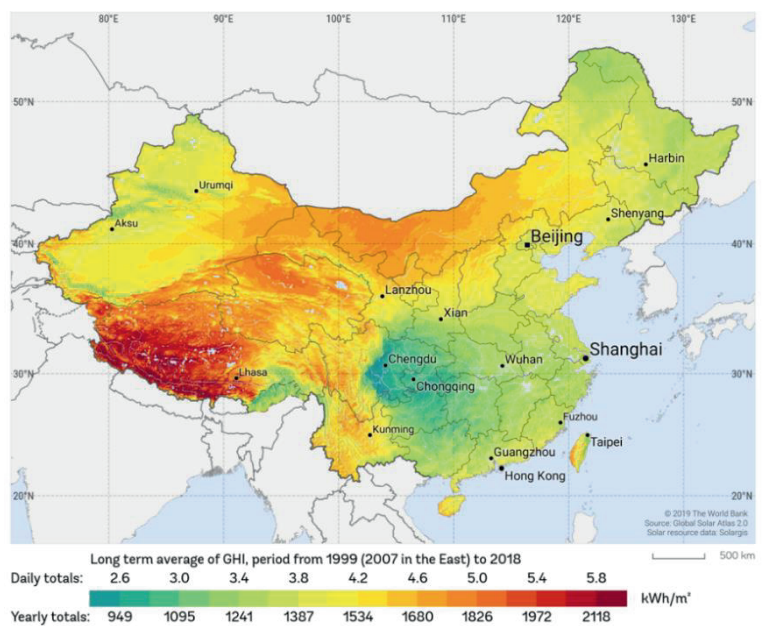 80°E 90°E 100°E 110°E 120°E 130°E
50°N 50°N
Harbin
Urumqi
Shenyang
Aksu
Beijing
40°N 40°N
Lanzhou
Xian
Shanghai
Chengdu
Wuhan
30°N 30°N
Lhasa
Chongqing
Fuzhou
Kunming
Taipei
Guangzhou
Hong Kong
20°N 20°N
© 2019 The World Bank
Source: Global Solar Atlas 2.0
Solar resource data: Solargis
Long term average of GHI, period from 1999 (2007 in the East) to 2018
500 km
Daily totals: 2.6 3.0 3.4 3.8 4.2 4.6 5.0 5.4 5.8
kWh/m²
Yearly totals: 949 1095 1241 1387 1534 1680 1826 1972 2118